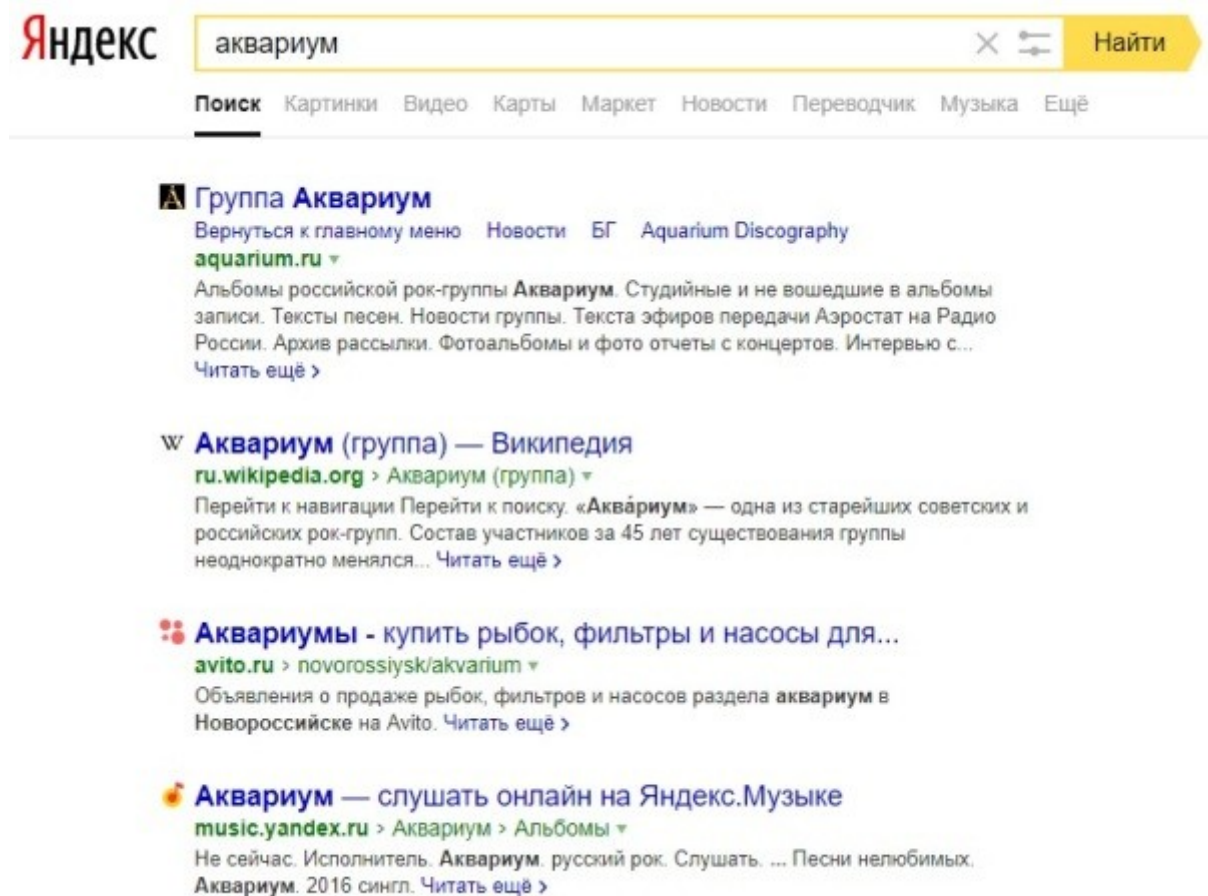 Яндекс
аквариум
Найти
Поиск Картинки Видео Карты Маркет Новости Переводчик Музыка Ещё
Группа Аквариум
Вернуться к главному меню Новости БГ Aquarium Discography
aquarium.ru
Альбомы российской рок-группы Аквариум. Студийные и не вошедшие в альбомы
записи. Тексты песен. Новости группы. Текста эфиров передачи Аэростат на Радио
России. Архив рассылки. Фотоальбомы и фото отчеты с концертов. Интервью с...
Читать ещё >
W Аквариум (группа) — Википедия
ru.wikipedia.org > Аквариум (группа)
Перейти к навигации Перейти к поиску. «Аква́риум» — одна из старейших советских и
российских рок-групп. Состав участников за 45 лет существования группы
неоднократно менялся... Читать ещё >
Аквариумы - купить рыбок, фильтры и насосы для...
avito.ru > novorossiysk/akvarium
Объявления о продаже рыбок, фильтров и насосов раздела аквариум в
Новороссийске на Avito. Читать ещё >
Аквариум — слушать онлайн на Яндекс.Музыке
music.yandex.ru > Аквариум > Альбомы
Не сейчас. Исполнитель. Аквариум. русский рок. Слушать. ... Песни нелюбимых.
Аквариум. 2016 сингл. Читать ещё >